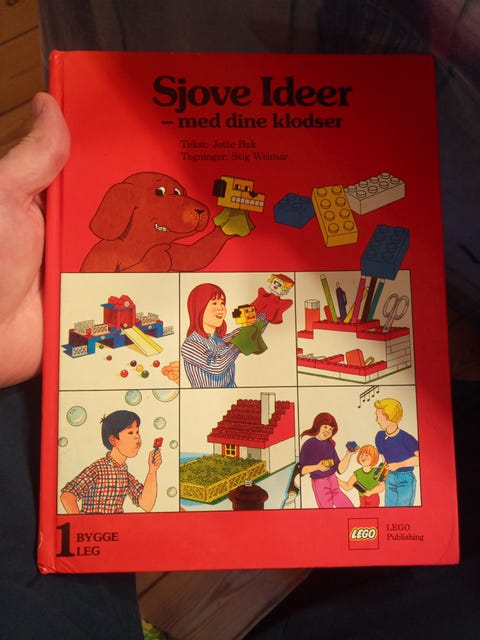 Sjove Ideer
– med dine klodser
Tekst: Jette Bak
Tegninger: Stig Weimar
1 BYGGE
LEG
LEGO
LEGO
Publishing